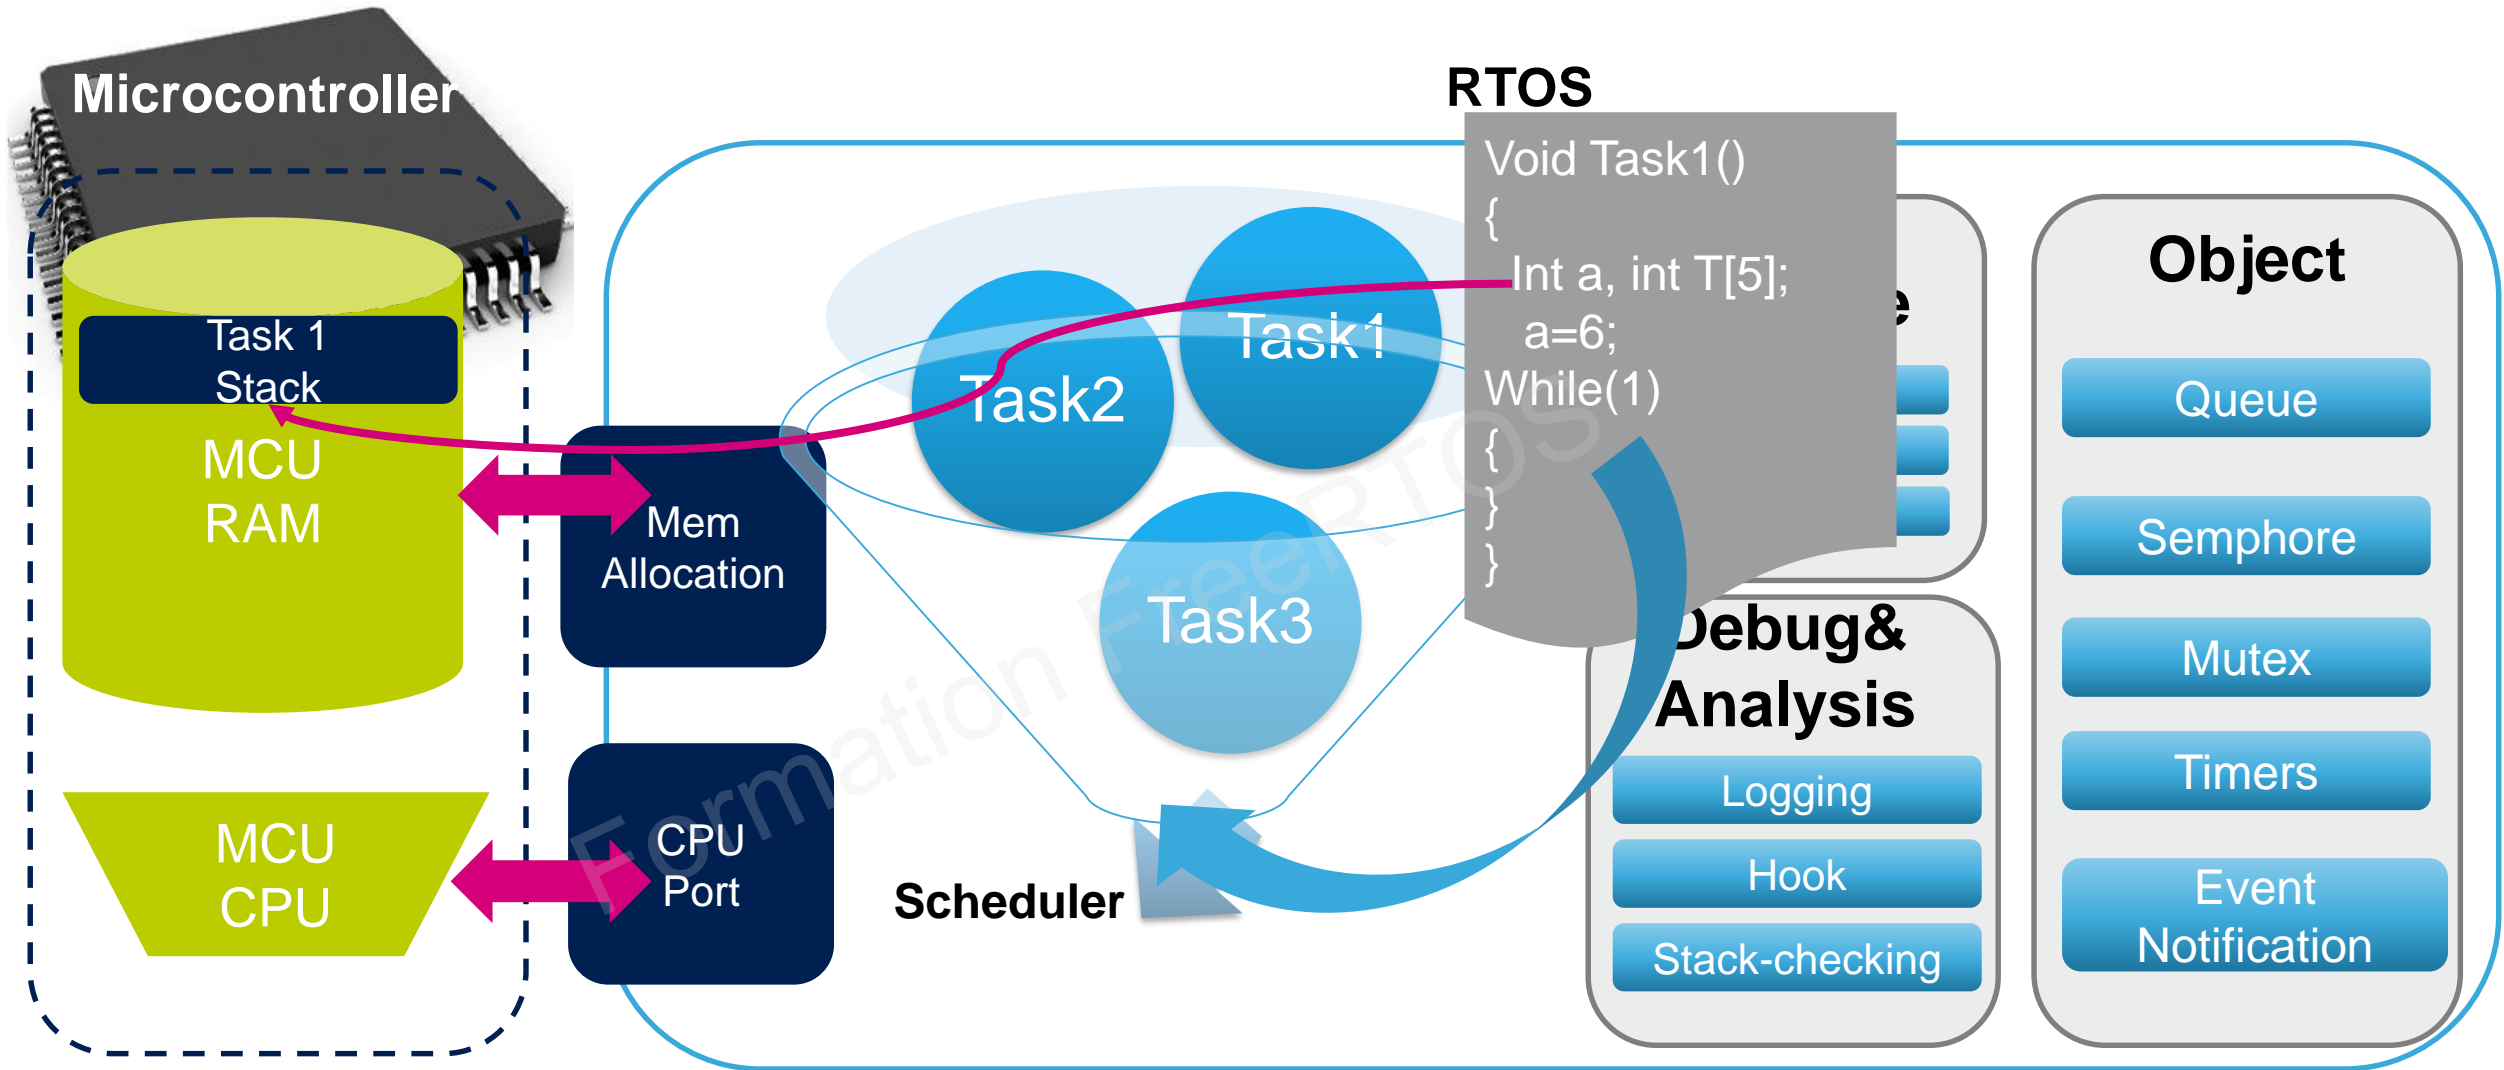 Microcontroller
RTOS
Task 1
Stack
MCU
RAM
MCU
CPU
Mem
Allocation
CPU
Port
Task1
Task2
Task3
Scheduler
Void Task1()
{
Int a, int T[5];
a=6;
While(1)
{
}
}
Debug&
Analysis
Logging
Hook
Stack-checking
Object
Queue
Semphore
Mutex
Timers
Event
Notification
Formation FreeRTOS